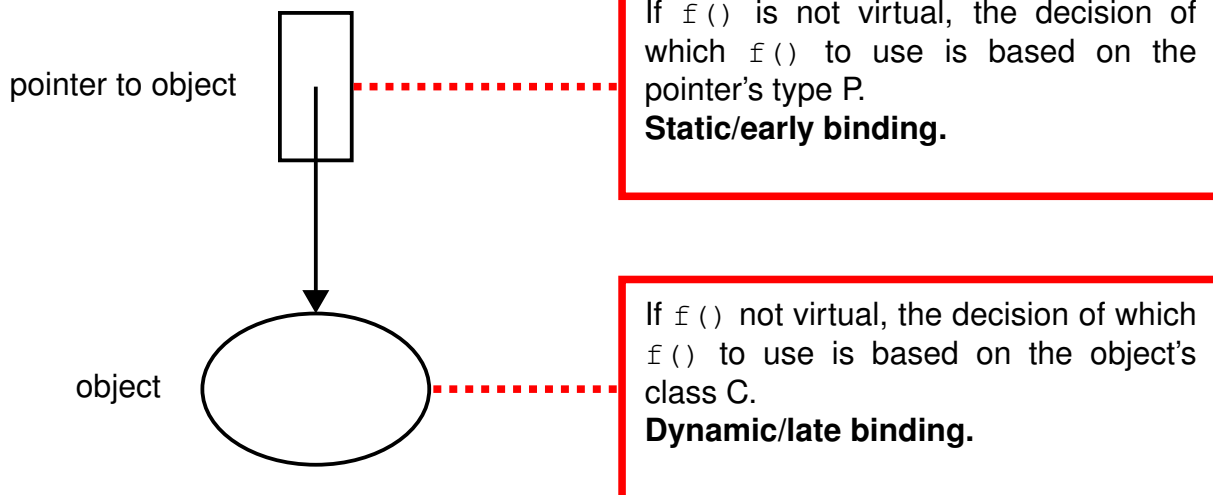 If f() is not virtual, the decision of
which f() to use is based on the
pointer's type P.
Static/early binding.
pointer to object
If f() not virtual, the decision of which
f() to use is based on the object's
class C.
Dynamic/late binding.
object